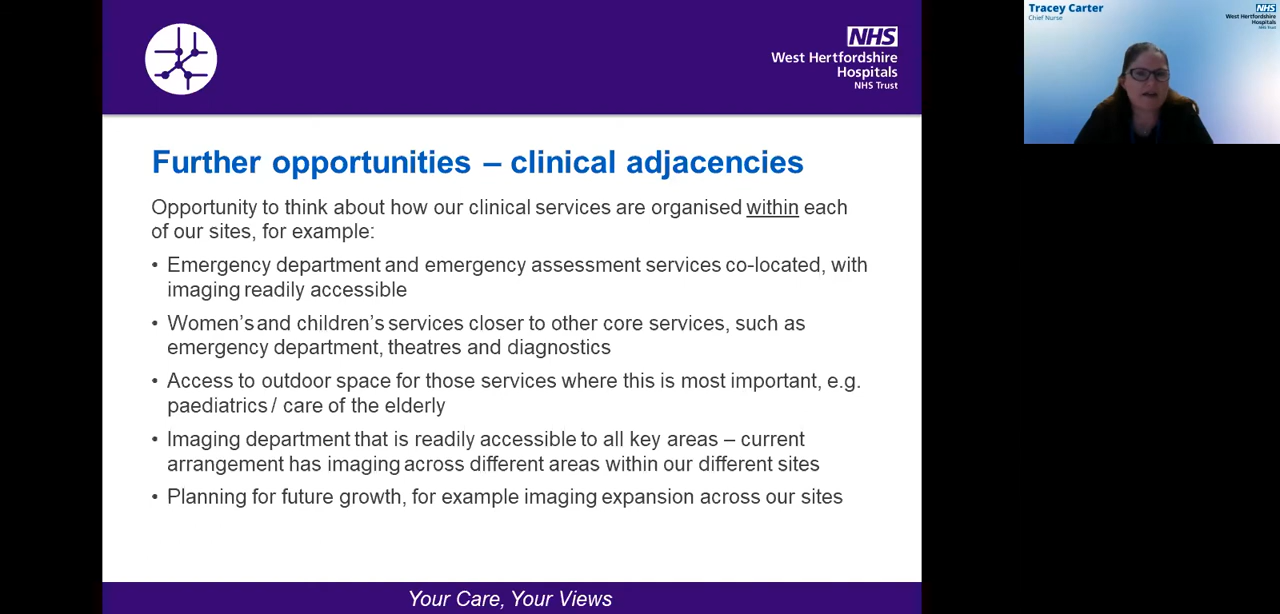 NHS
West Hertfordshire
Hospitals
NHS Trust
Further opportunities – clinical adjacencies
Opportunity to think about how our clinical services are organised within each
of our sites, for example:
• Emergency department and emergency assessment services co-located, with
imaging readily accessible
• Women’s and children’s services closer to other core services, such as
emergency department, theatres and diagnostics
• Access to outdoor space for those services where this is most important, e.g.
paediatrics / care of the elderly
• Imaging department that is readily accessible to all key areas – current
arrangement has imaging across different areas within our different sites
• Planning for future growth, for example imaging expansion across our sites
Your Care, Your Views
Tracey Carter
Chief Nurse
NHS
West Hertfordshire
Hospitals
NHS Trust